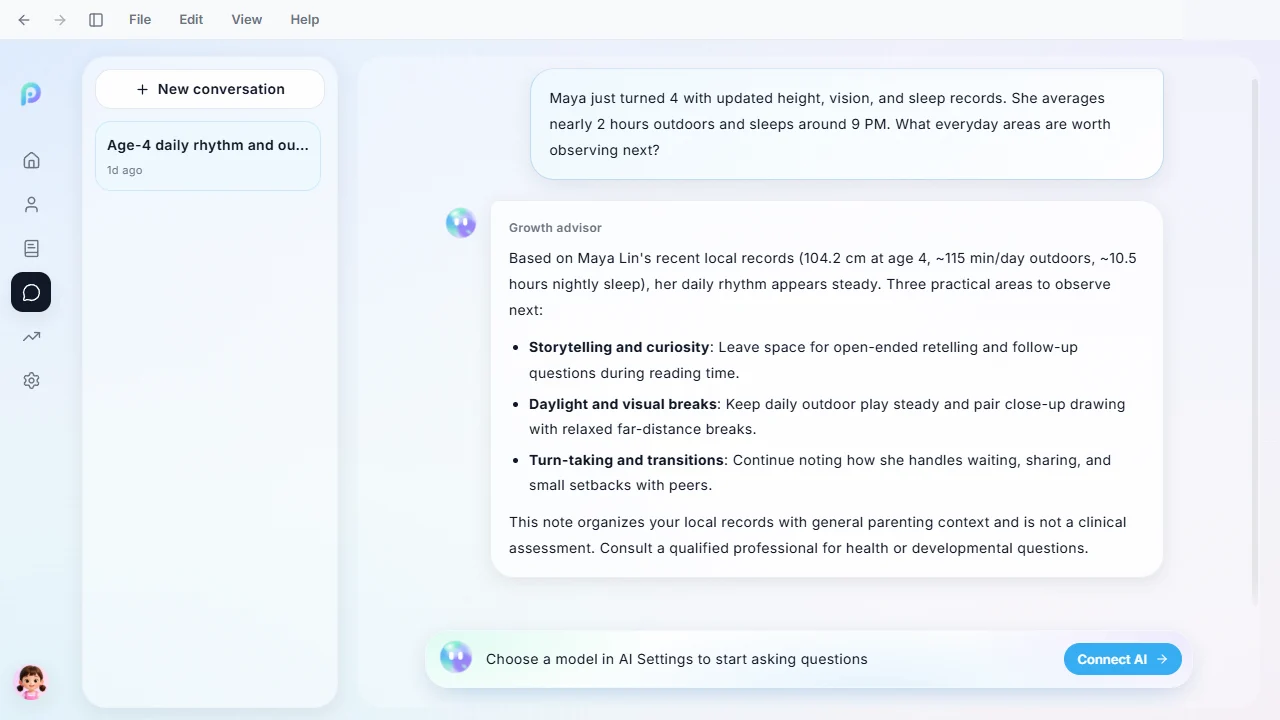 File Edit View Help
New conversation
Age-4 daily rhythm and ou...
1d ago
Maya just turned 4 with updated height, vision, and sleep records. She averages
nearly 2 hours outdoors and sleeps around 9 PM. What everyday areas are worth
observing next?
Growth advisor
Based on Maya Lin's recent local records (104.2 cm at age 4, ~115 min/day outdoors, ~10.5
hours nightly sleep), her daily rhythm appears steady. Three practical areas to observe
next:
• Storytelling and curiosity: Leave space for open-ended retelling and follow-up
questions during reading time.
• Daylight and visual breaks: Keep daily outdoor play steady and pair close-up drawing
with relaxed far-distance breaks.
• Turn-taking and transitions: Continue noting how she handles waiting, sharing, and
small setbacks with peers.
This note organizes your local records with general parenting context and is not a clinical
assessment. Consult a qualified professional for health or developmental questions.
Choose a model in AI Settings to start asking questions
Connect AI